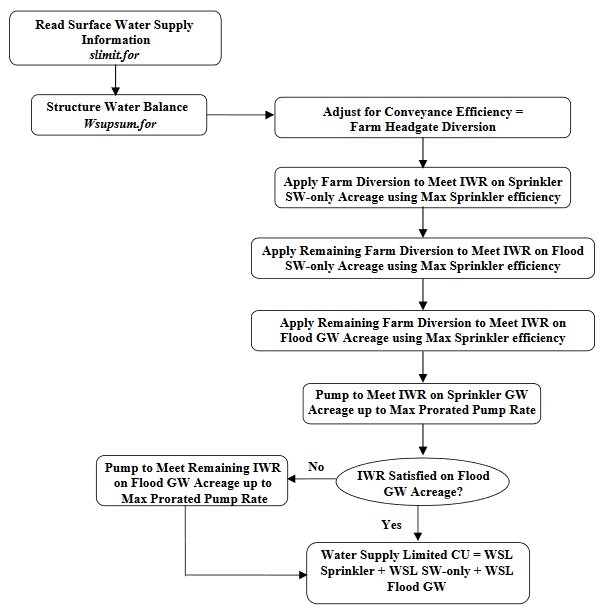 Read Surface Water Supply
Information
slimit.for
Structure Water Balance
Wsupsum.for
Adjust for Conveyance Efficiency =
Farm Headgate Diversion
Apply Farm Diversion to Meet IWR on Sprinkler
SW-only Acreage using Max Sprinkler efficiency
Apply Remaining Farm Diversion to Meet IWR on Flood
SW-only Acreage using Max Sprinkler efficiency
Apply Remaining Farm Diversion to Meet IWR on
Flood GW Acreage using Max Sprinkler efficiency
Pump to Meet IWR on Sprinkler GW
Acreage up to Max Prorated Pump Rate
IWR Satisfied on Flood
GW Acreage?
No
Pump to Meet Remaining IWR
on Flood GW Acreage up to
Max Prorated Pump Rate
Yes
Water Supply Limited CU = WSL
Sprinkler + WSL SW-only + WSL
Flood GW